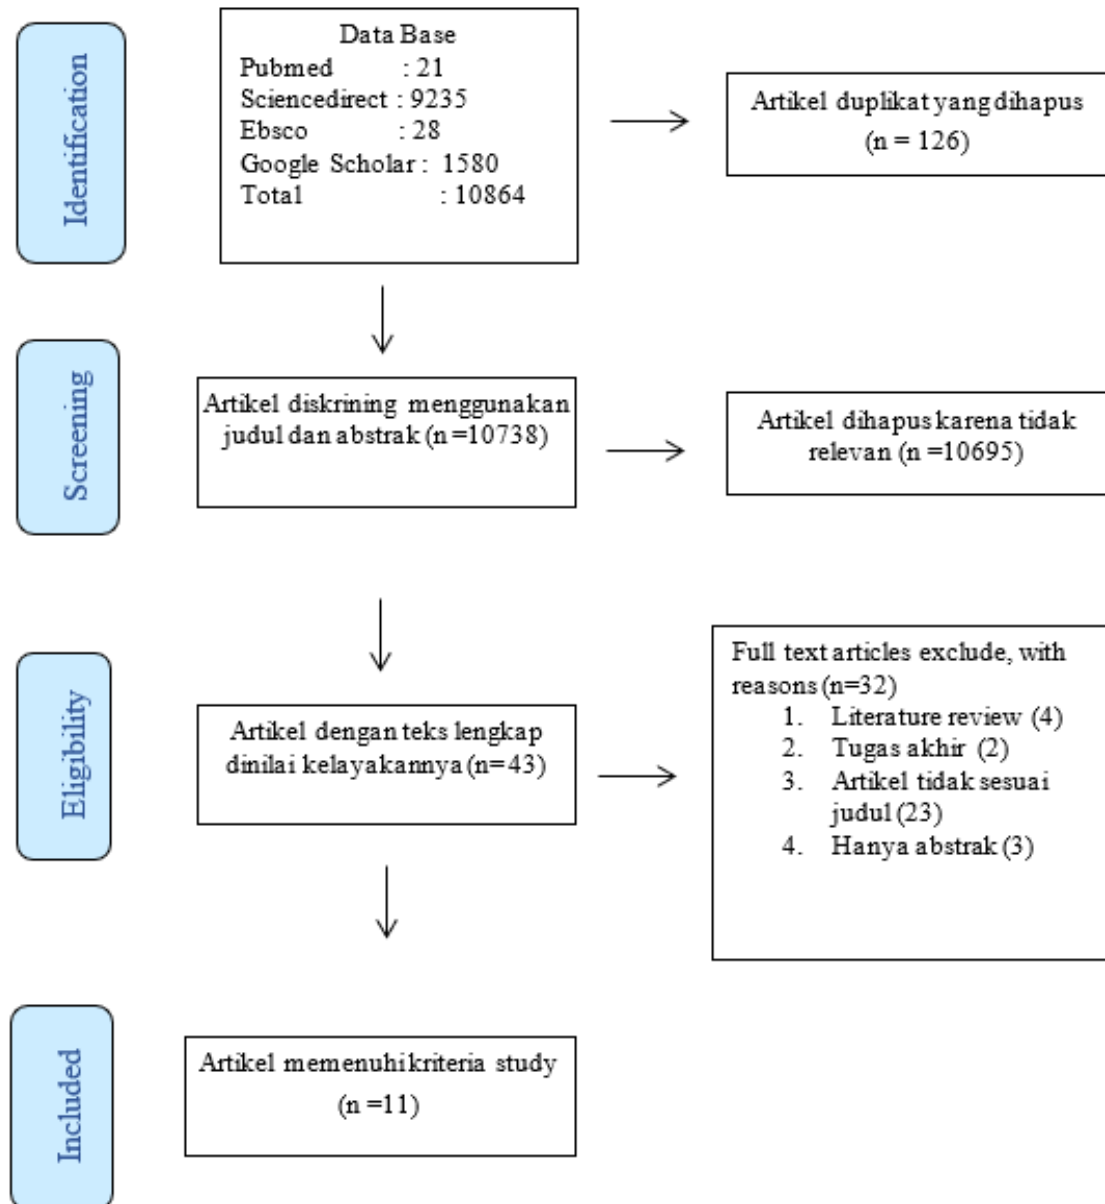 Identification
Data Base
Pubmed : 21
Sciencedirect : 9235
Ebsco : 28
Google Scholar : 1580
Total : 10864
Artikel duplikat yang dihapus
(n = 126)
Screening
Artikel diskrining menggunakan
judul dan abstrak (n =10738)
Artikel dihapus karena tidak
relevan (n =10695)
Eligibility
Artikel dengan teks lengkap
dinilai kelayakannya (n=43)
Full text articles exclude, with
reasons (n=32)
1. Literature review (4)
2. Tugas akhir (2)
3. Artikel tidak sesuai
judul (23)
4. Hanya abstrak (3)
Included
Artikel memenuhi kriteria study
(n =11)